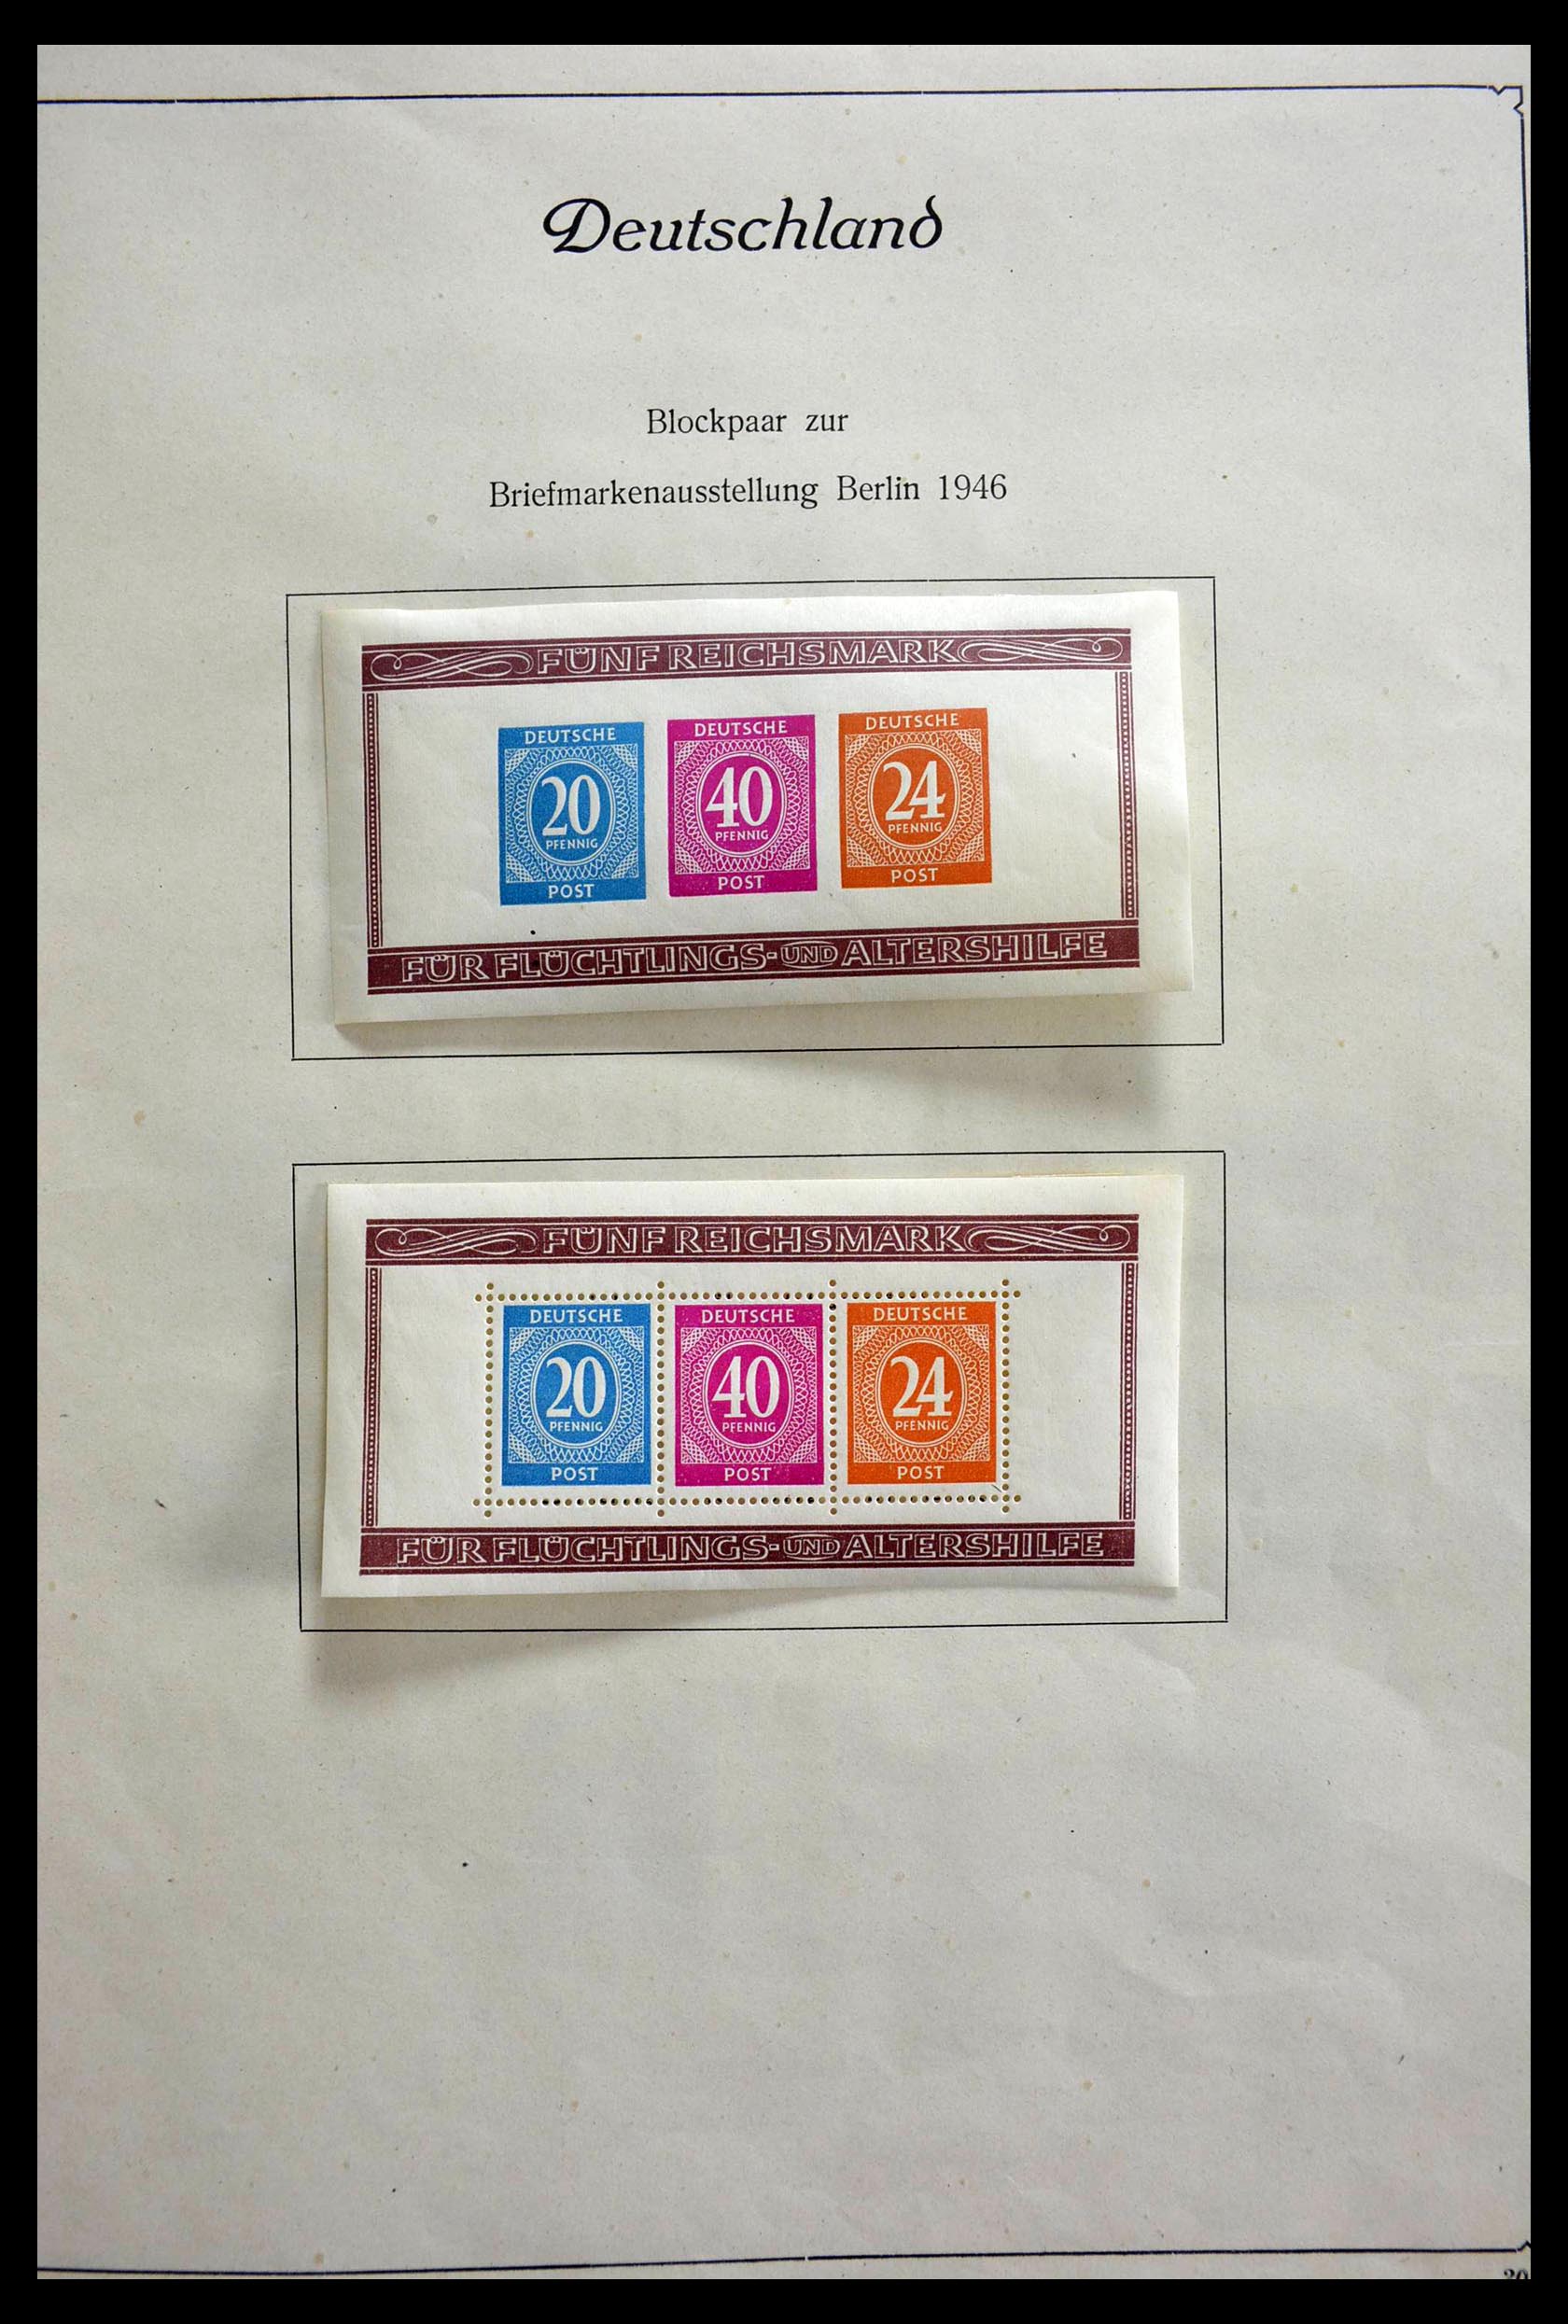 Deutschland
Blockpaar zur
Briefmarkenausstellung Berlin 1946
FÜNF REICHSMARK
DEUTSCHE
20
PFENNIG
POST
DEUTSCHE
40
PFENNIG
POST
DEUTSCHE
24
PFENNIG
POST
FÜR FLÜCHTLINGS-UND ALTERSHILFE
FÜNF REICHSMARK
DEUTSCHE
20
PFENNIG
POST
DEUTSCHE
40
PFENNIG
POST
DEUTSCHE
24
PFENNIG
POST
FÜR FLÜCHTLINGS-UND ALTERSHILFE